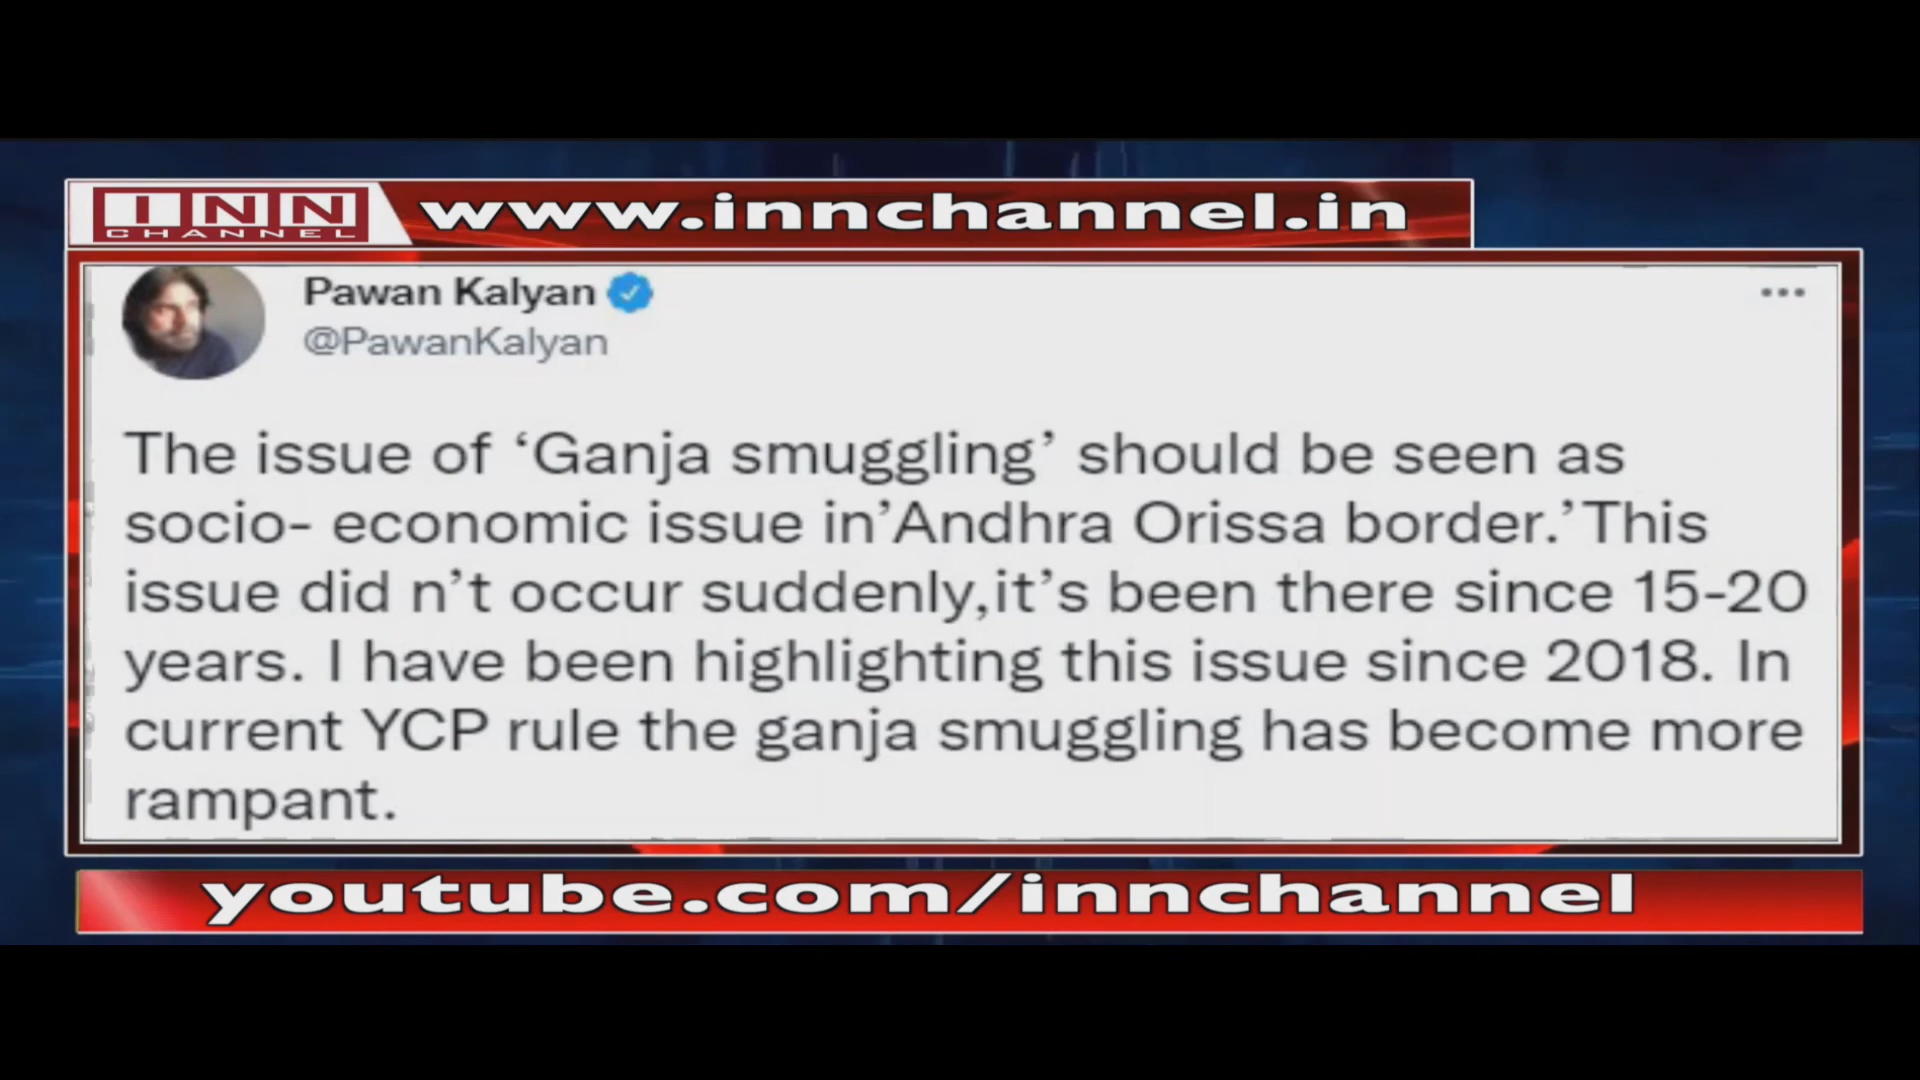 INN
CHANNEL
www.innchannel.in
Pawan Kalyan
@PawanKalyan
The issue of ‘Ganja smuggling’ should be seen as
socio- economic issue in’Andhra Orissa border.’This
issue did n’t occur suddenly,it’s been there since 15-20
years. I have been highlighting this issue since 2018. In
current YCP rule the ganja smuggling has become more
rampant.
youtube.com/innchannel